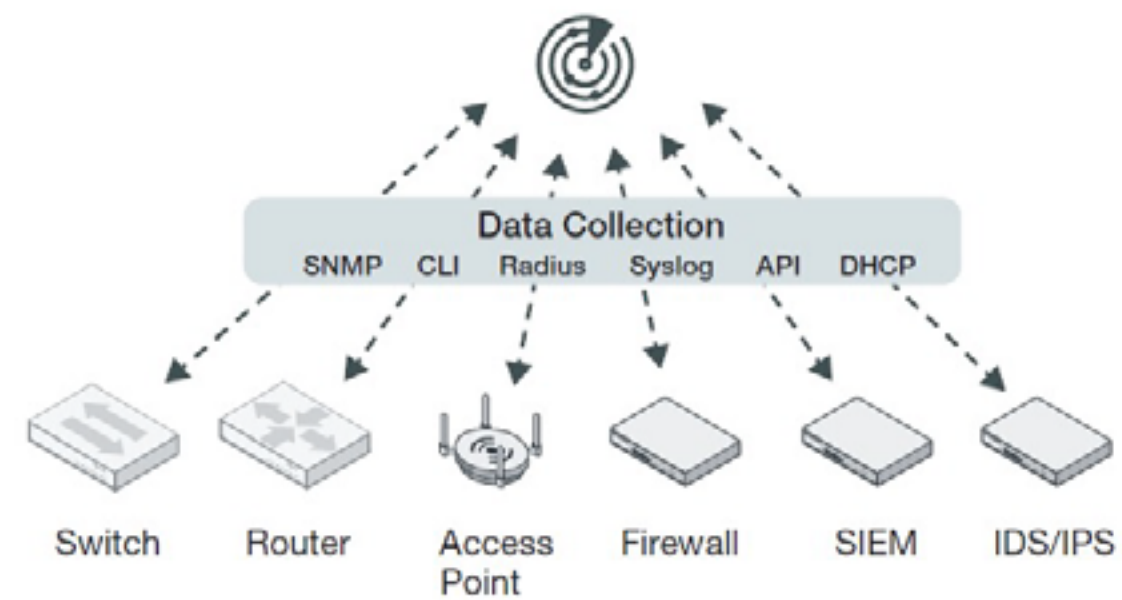 Data Collection
SNMP CLI Radius Syslog API DHCP
Switch Router Access Point Firewall SIEM IDS/IPS